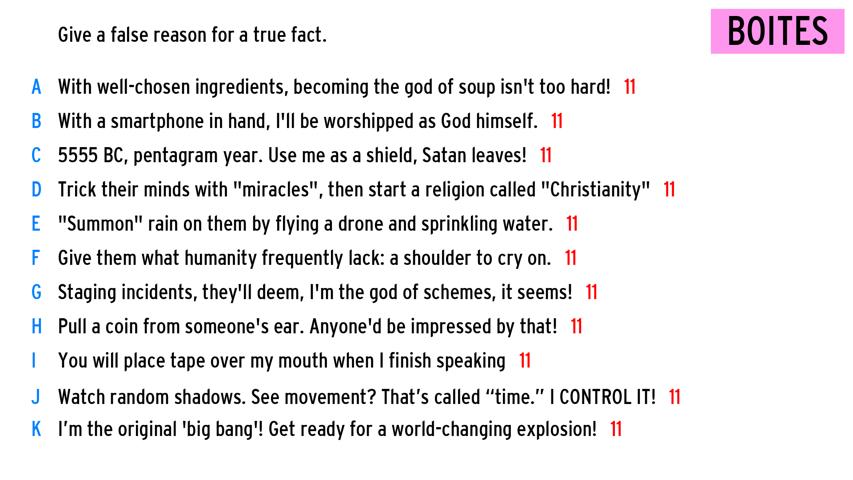 BOITES
Give a false reason for a true fact.
A With well-chosen ingredients, becoming the god of soup isn't too hard! 11
B With a smartphone in hand, I'll be worshipped as God himself. 11
C 5555 BC, pentagram year. Use me as a shield, Satan leaves! 11
D Trick their minds with "miracles", then start a religion called "Christianity" 11
E "Summon" rain on them by flying a drone and sprinkling water. 11
F Give them what humanity frequently lack: a shoulder to cry on. 11
G Staging incidents, they'll deem, I'm the god of schemes, it seems! 11
H Pull a coin from someone's ear. Anyone'd be impressed by that! 11
I You will place tape over my mouth when I finish speaking 11
J Watch random shadows. See movement? That’s called “time.” I CONTROL IT! 11
K I’m the original 'big bang'! Get ready for a world-changing explosion! 11